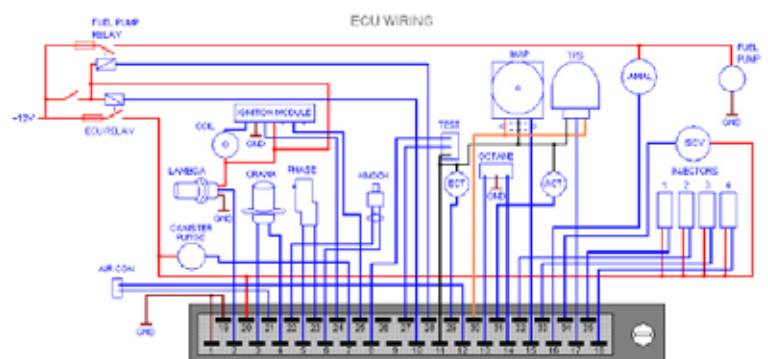 ECU WIRING
FUEL PUMP
RELAY
MAP
TPS
FUEL
PUMP
GND
~12V
ECU RELAY
IGNITION MODULE
COIL
GND
TEST
LAMBDA
CRANK
PHASE
KNOCK
ECT
OCTANE
GND
ACT
INJECTORS
1 2 3 4
GND
CANISTER
PURGE
AIR CON
GND
19 20 21 22 23 24 25 26 27 28 29 30 31 32 33 34 35
1 2 3 4 5 6 7 8 9 10 11 12 13 14 15 16 17 18